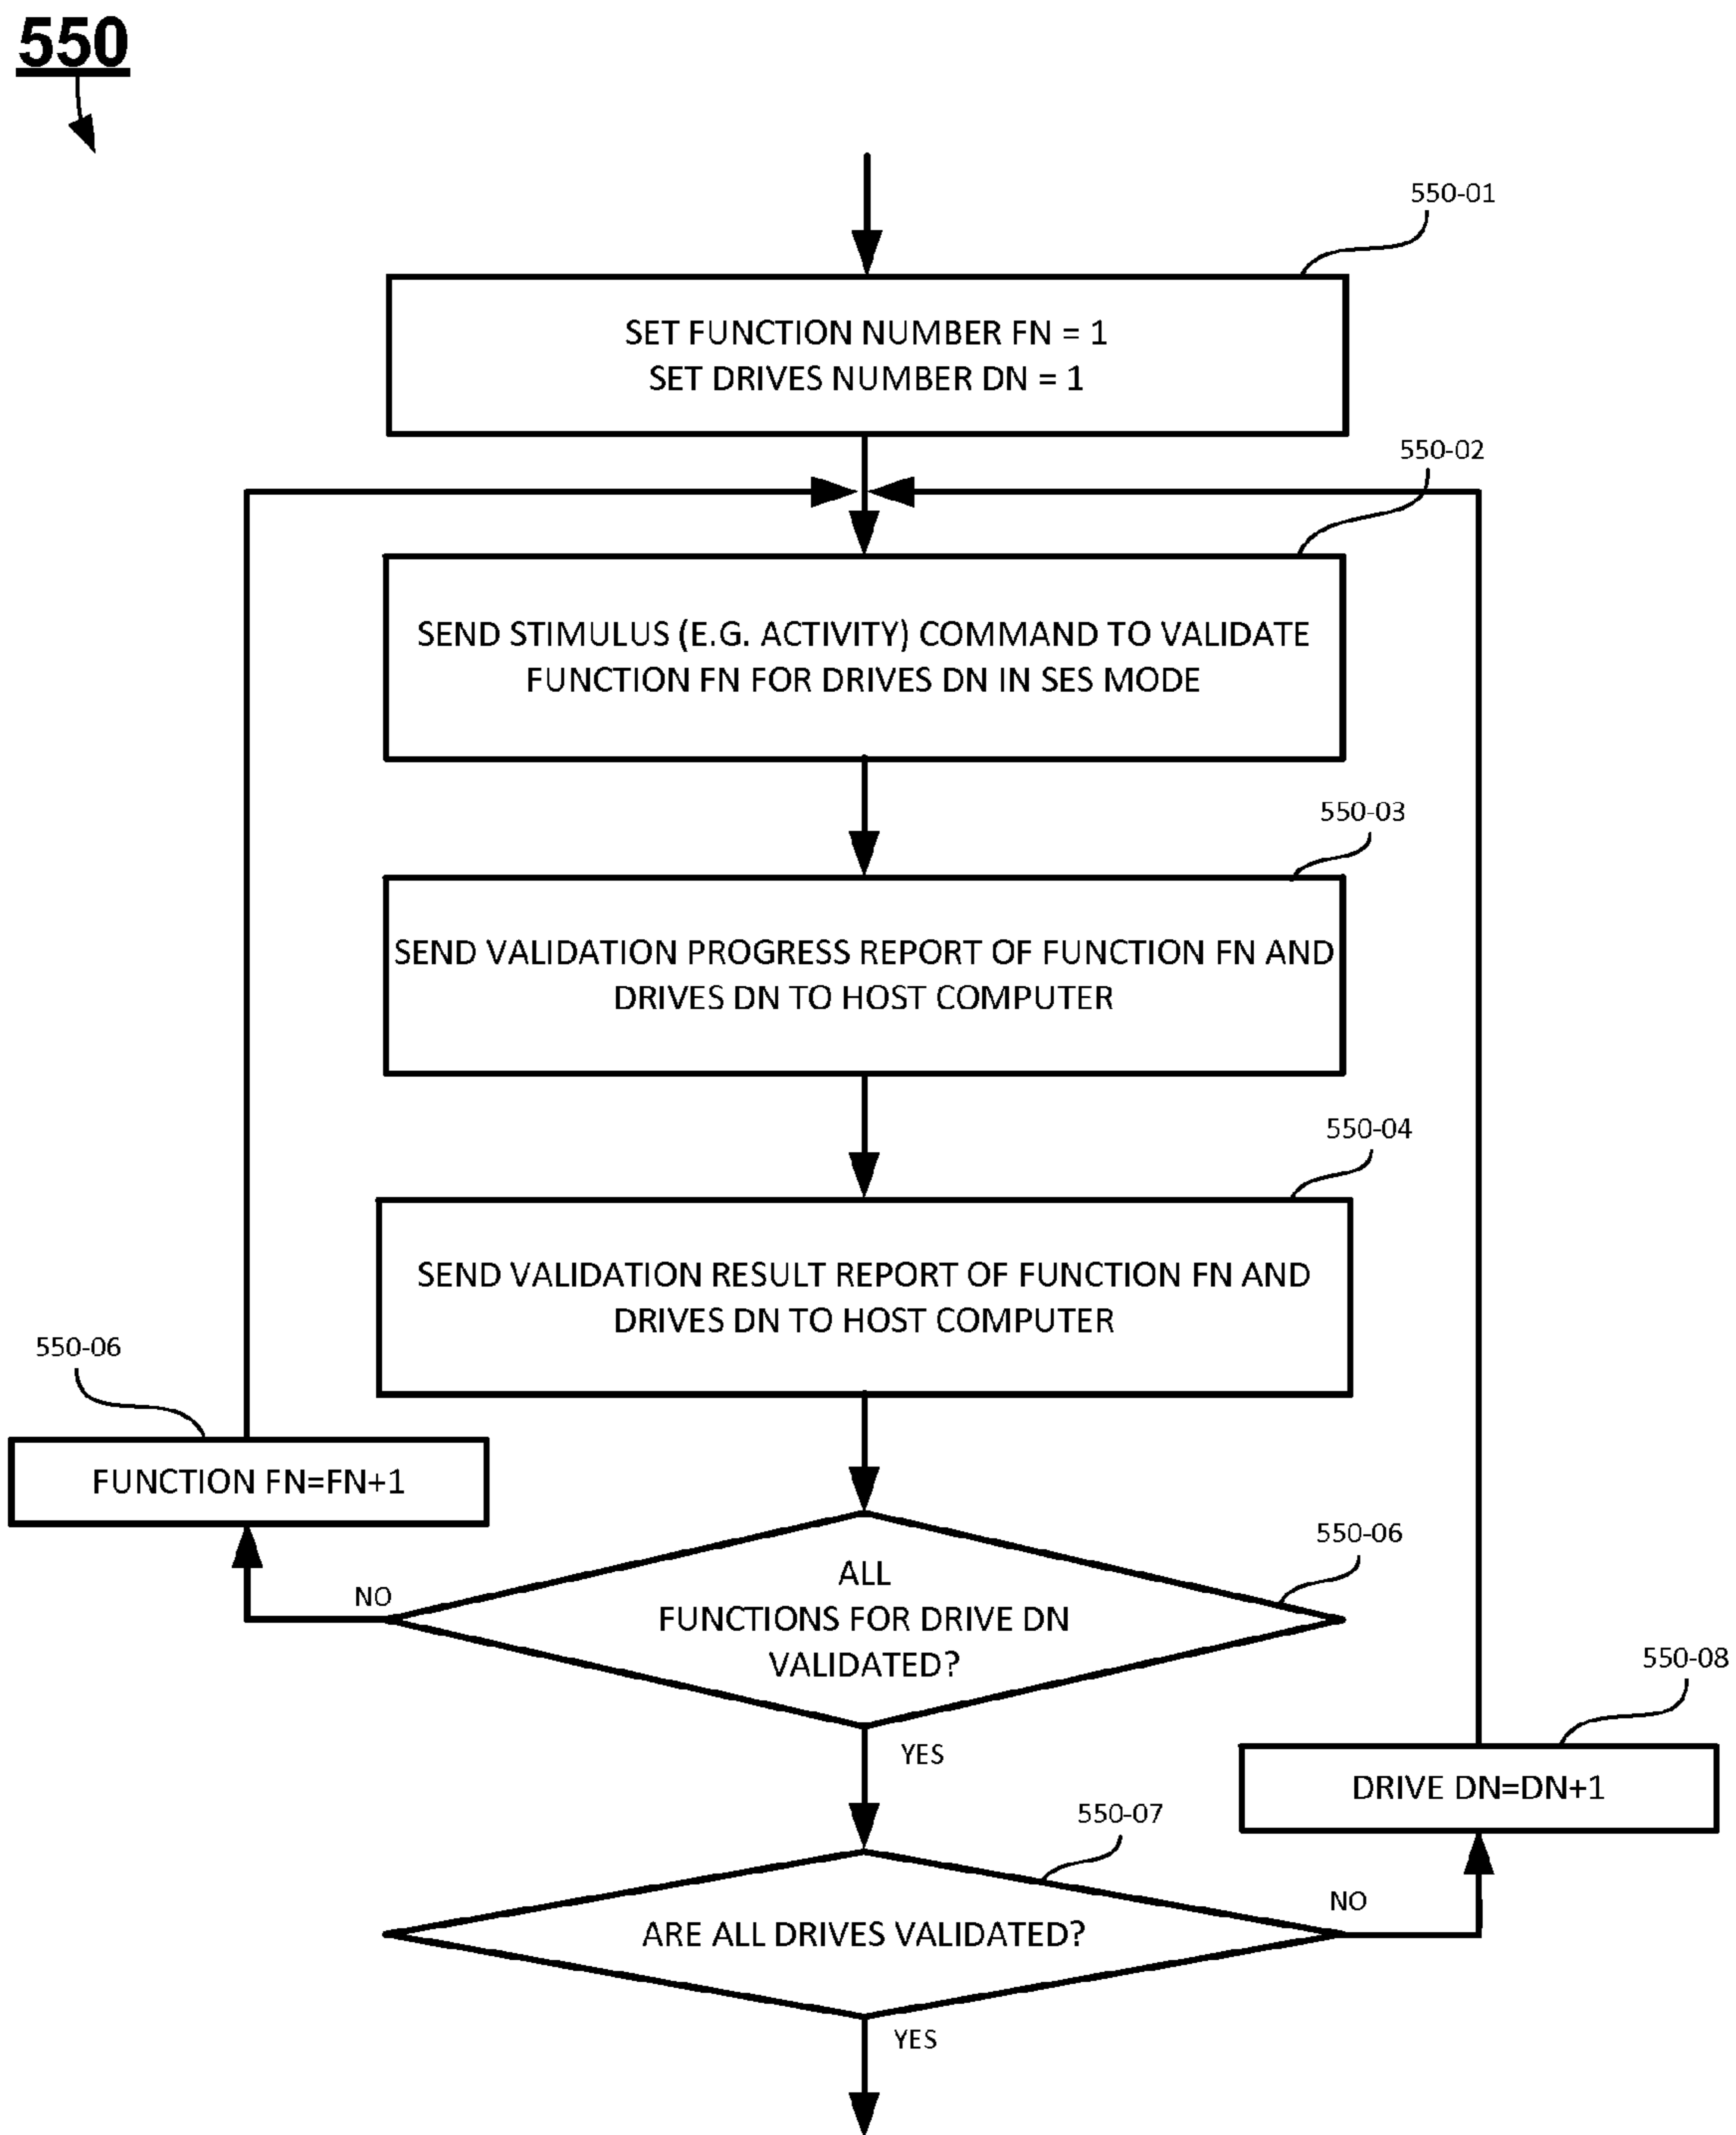 550
550-01
SET FUNCTION NUMBER FN = 1
SET DRIVES NUMBER DN = 1
550-02
SEND STIMULUS (E.G. ACTIVITY) COMMAND TO VALIDATE
FUNCTION FN FOR DRIVES DN IN SES MODE
550-03
SEND VALIDATION PROGRESS REPORT OF FUNCTION FN AND
DRIVES DN TO HOST COMPUTER
550-04
SEND VALIDATION RESULT REPORT OF FUNCTION FN AND
DRIVES DN TO HOST COMPUTER
550-06
FUNCTION FN=FN+1
550-06
NO
ALL
FUNCTIONS FOR DRIVE DN
VALIDATED?
550-08
YES
DRIVE DN=DN+1
550-07
NO
ARE ALL DRIVES VALIDATED?
YES